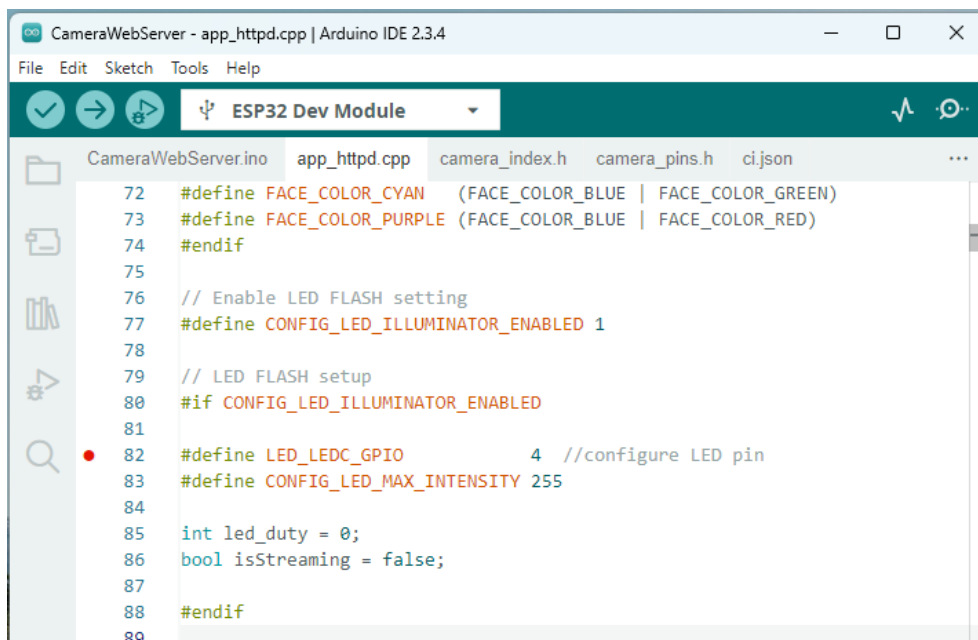 CameraWebServer - app_httpd.cpp | Arduino IDE 2.3.4
File Edit Sketch Tools Help
ESP32 Dev Module
CameraWebServer.ino app_httpd.cpp camera_index.h camera_pins.h ci.json ...
72 #define FACE_COLOR_CYAN (FACE_COLOR_BLUE | FACE_COLOR_GREEN)
73 #define FACE_COLOR_PURPLE (FACE_COLOR_BLUE | FACE_COLOR_RED)
74 #endif
75
76 // Enable LED FLASH setting
77 #define CONFIG_LED_ILLUMINATOR_ENABLED 1
78
79 // LED FLASH setup
80 #if CONFIG_LED_ILLUMINATOR_ENABLED
81
82 #define LED_LEDC_GPIO 4 //configure LED pin
83 #define CONFIG_LED_MAX_INTENSITY 255
84
85 int led_duty = 0;
86 bool isStreaming = false;
87
88 #endif
89